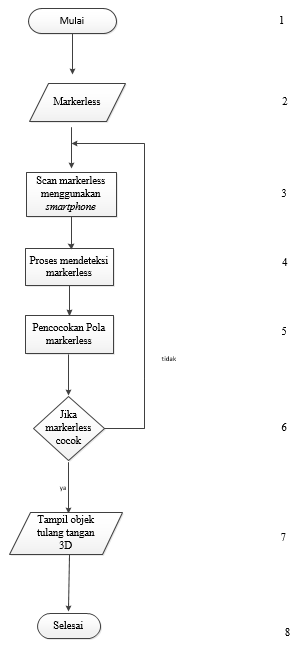 Mulai
1
Markerless
2
Scan markerless
menggunakan
smartphone
3
Proses mendeteksi
markerless
4
Pencocokan Pola
markerless
5
tidak
Jika
markerless
cocok
6
ya
Tampil objek
tulang tangan
3D
7
Selesai
8